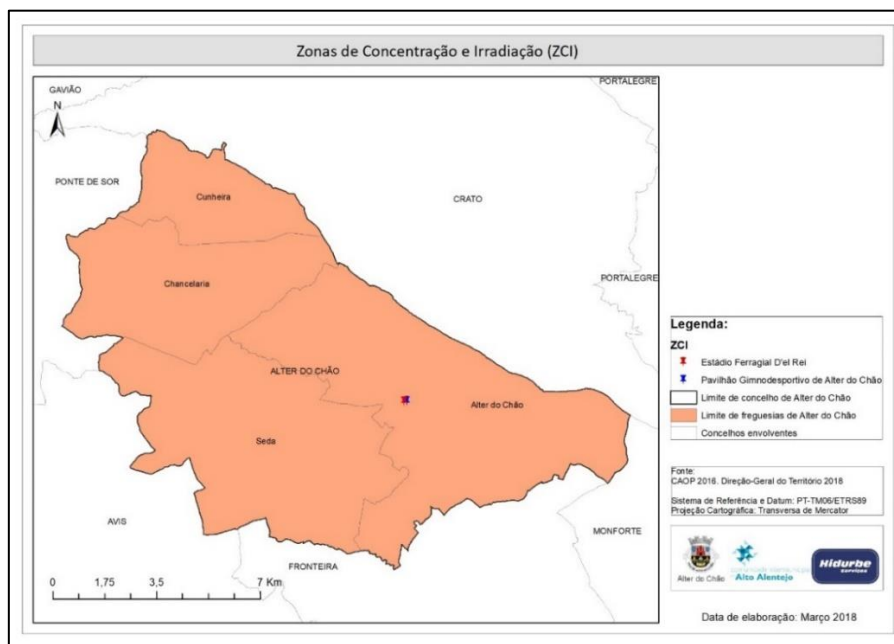 Zonas de Concentração e Irradiação (ZCI)
PORTALEGRE
GAVIÃO
N
PONTE DE SOR
Cunheira
CRATO
PORTALEGRE
Chancelaria
ALTER DO CHÃO
Alter do Chão
Seda
AVIS
MONFORTE
FRONTEIRA
0 1,75 3,5 7 Km
Legenda:
ZCI
Estádio Ferragial D'el Rei
Pavilhão Gimnodesportivo de Alter do Chão
Limite de concelho de Alter do Chão
Limite de freguesias de Alter do Chão
Concelhos envolventes
Fonte:
CAOP 2016. Direção-Geral do Território 2018
Sistema de Referência e Datum: PT-TM06/ETRS89
Projeção Cartográfica: Transversa de Mercator
Alter do Chão
Alto Alentejo
Hidurbe
services
Data de elaboração: Março 2018